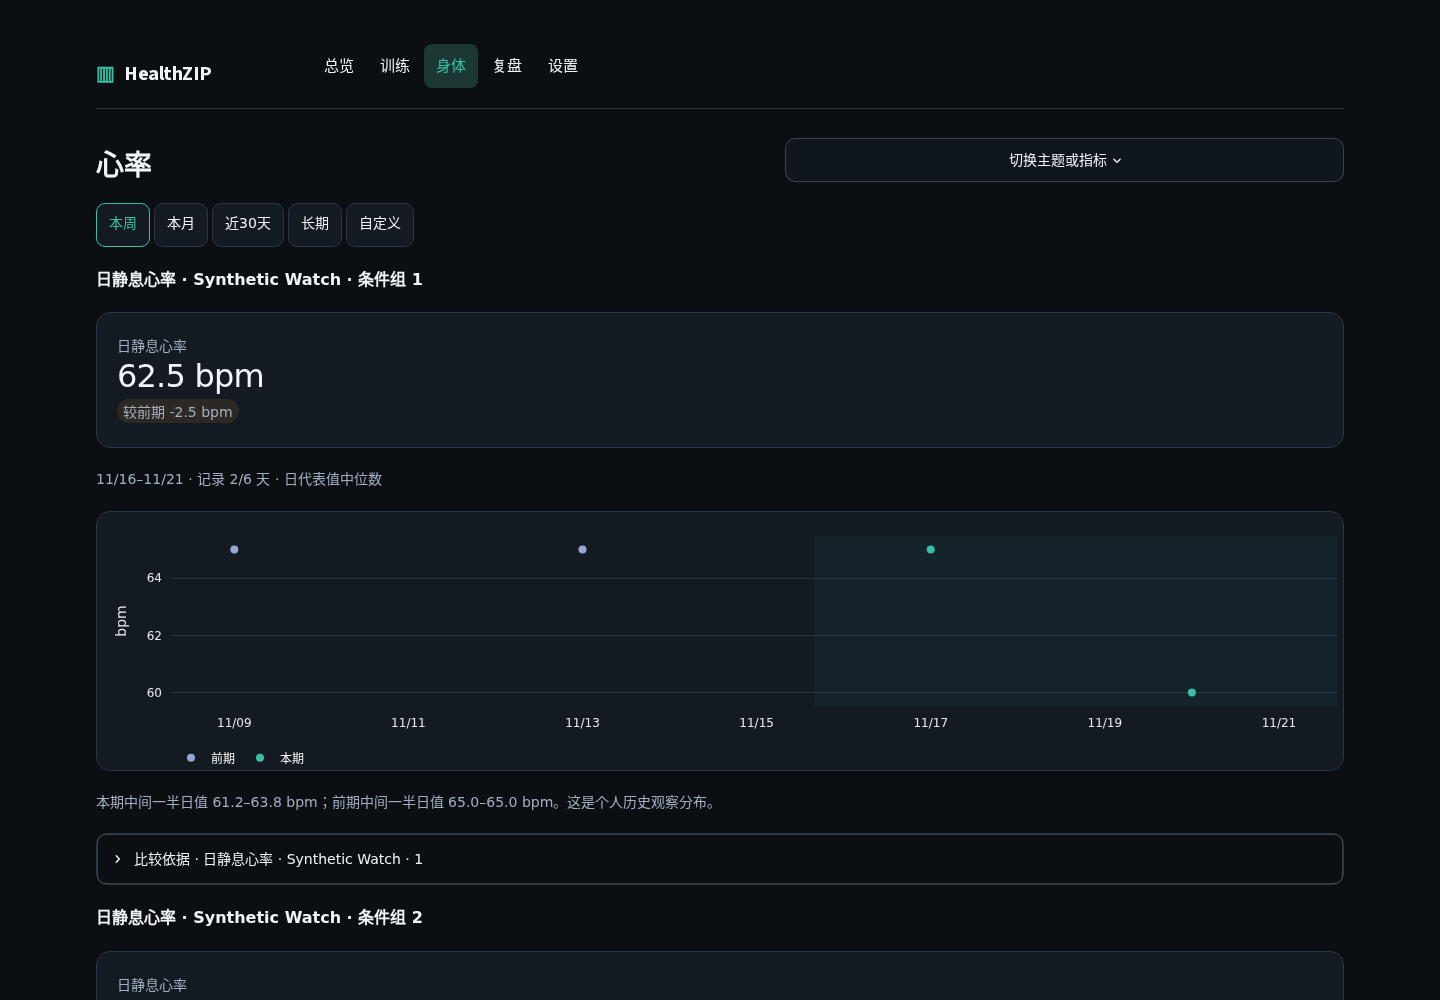 HealthZIP
总览 训练 身体 复盘 设置
心率
切换主题或指标
本周 本月 近30天 长期 自定义
日静息心率 · Synthetic Watch · 条件组 1
日静息心率
62.5 bpm
较前期 -2.5 bpm
11/16–11/21 · 记录 2/6 天 · 日代表值中位数
64
62
60
bpm
11/09 11/11 11/13 11/15 11/17 11/19 11/21
前期 本期
本期中间一半日值 61.2–63.8 bpm；前期中间一半日值 65.0–65.0 bpm。这是个人历史观察分布。
比较依据 · 日静息心率 · Synthetic Watch · 1
日静息心率 · Synthetic Watch · 条件组 2
日静息心率